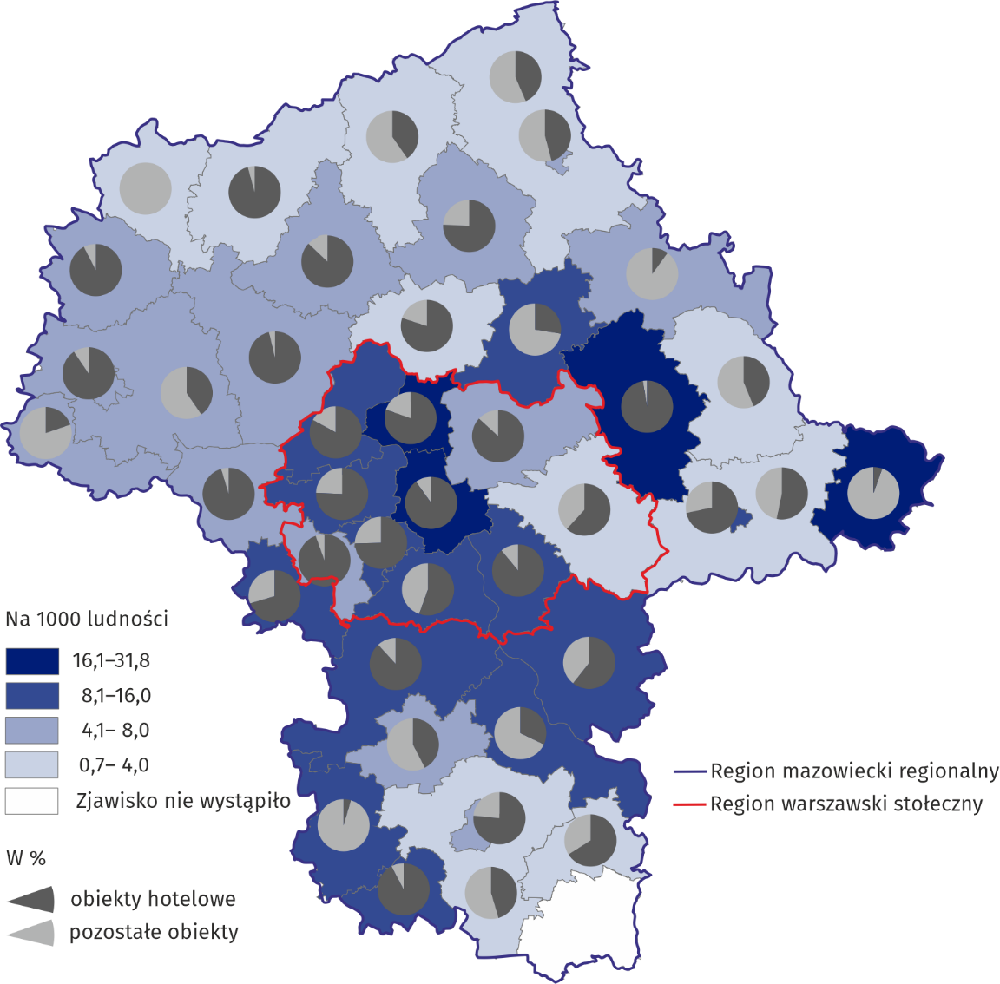 Na 1000 ludności
16,1–31,8
8,1–16,0
4,1– 8,0
0,7– 4,0
Zjawisko nie wystąpiło
W %
obiekty hotelowe
pozostałe obiekty
Region mazowiecki regionalny
Region warszawski stołeczny